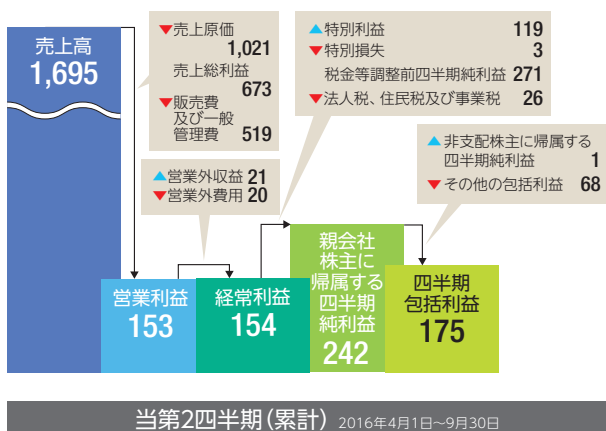 売上高
1,695
▼売上原価
1,021
売上総利益
673
▼販売費
及び一般
管理費 519
▲営業外収益 21
▼営業外費用 20
▲特別利益 119
▼特別損失 3
税金等調整前四半期純利益 271
▼法人税、住民税及び事業税 26
▲非支配株主に帰属する
四半期純利益 1
▼その他の包括利益 68
営業利益
153
経常利益
154
親会社
株主に
帰属する
四半期
純利益
242
四半期
包括利益
175
当第2四半期(累計) 2016年4月1日~9月30日